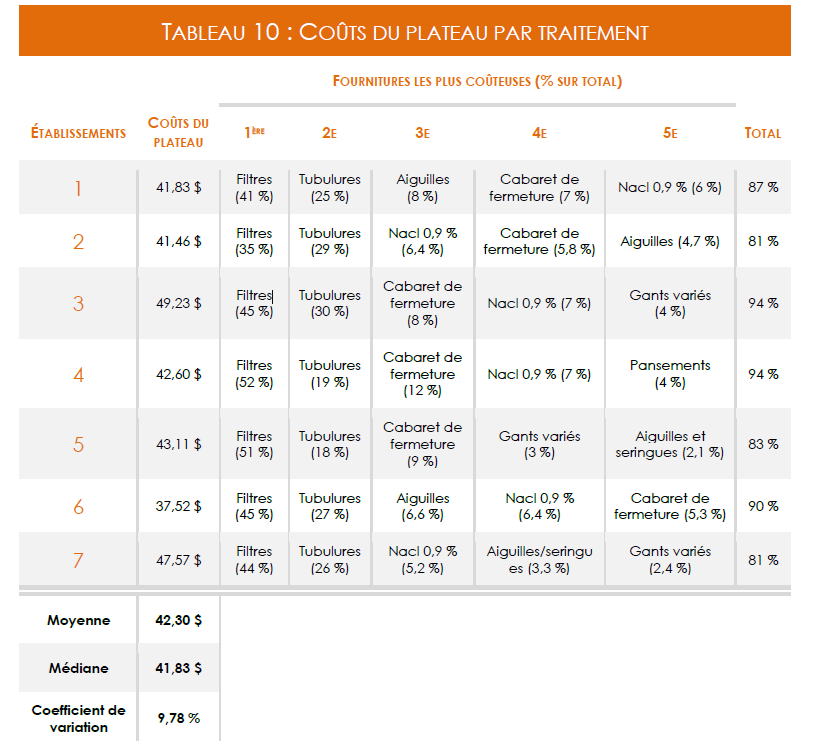 TABLEAU 10 : COÛTS DU PLATEAU PAR TRAITEMENT
FOURNITURES LES PLUS COÛTEUSES (% SUR TOTAL)
ÉTABLISSEMENTS COÛTS DU PLATEAU 1ÈRE 2E 3E 4E 5E TOTAL
1 41,83 $ Filtres (41 %) Tubulures (25 %) Aiguilles (8 %) Cabaret de fermeture (7 %) Nacl 0,9 % (6 %) 87 %
2 41,46 $ Filtres (35 %) Tubulures (29 %) Nacl 0,9 % (6,4 %) Cabaret de fermeture (5,8 %) Aiguilles (4,7 %) 81 %
3 49,23 $ Filtres (45 %) Tubulures (30 %) Cabaret de fermeture (8 %) Nacl 0,9 % (7 %) Gants variés (4 %) 94 %
4 42,60 $ Filtres (52 %) Tubulures (19 %) Cabaret de fermeture (12 %) Nacl 0,9 % (7 %) Pansements (4 %) 94 %
5 43,11 $ Filtres (51 %) Tubulures (18 %) Cabaret de fermeture (9 %) Gants variés (3 %) Aiguilles et seringues (2,1 %) 83 %
6 37,52 $ Filtres (45 %) Tubulures (27 %) Aiguilles (6,6 %) Nacl 0,9 % (6,4 %) Cabaret de fermeture (5,3 %) 90 %
7 47,57 $ Filtres (44 %) Tubulures (26 %) Nacl 0,9 % (5,2 %) Aiguilles/seringues (3,3 %) Gants variés (2,4 %) 81 %
Moyenne 42,30 $
Médiane 41,83 $
Coefficient de variation 9,78 %